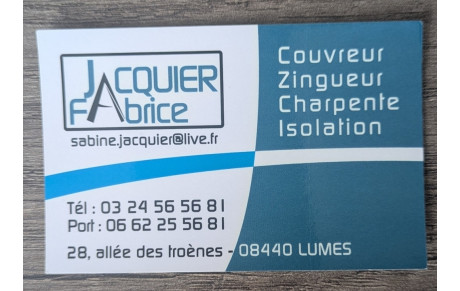 JACQUIER
FAbrice
sabine.jacquier@live.fr
Couvreur
Zingueur
Charpente
Isolation
Tél : 03 24 56 56 81
Port : 06 62 25 56 81
28, allée des troènes - 08440 LUMES